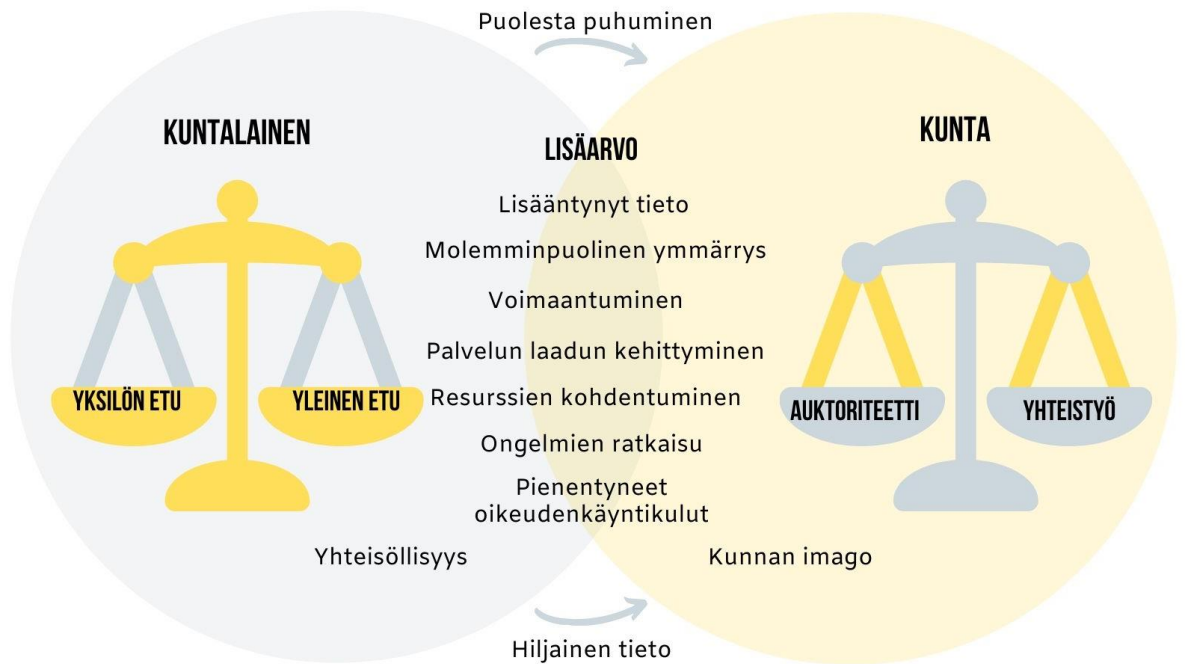 Puolesta puhuminen
KUNTALAINEN
LISÄARVO
KUNTA
Lisääntynyt tieto
Molemminpuolinen ymmärrys
Voimaantuminen
Palvelun laadun kehittyminen
YKSILÖN ETU
YLEINEN ETU
Resurssien kohdentuminen
AUKTORITEETTI
YHTEISTYÖ
Ongelmien ratkaisu
Pienentyneet
oikeudenkäyntikulut
Yhteisöllisyys
Kunnan imago
Hiljainen tieto